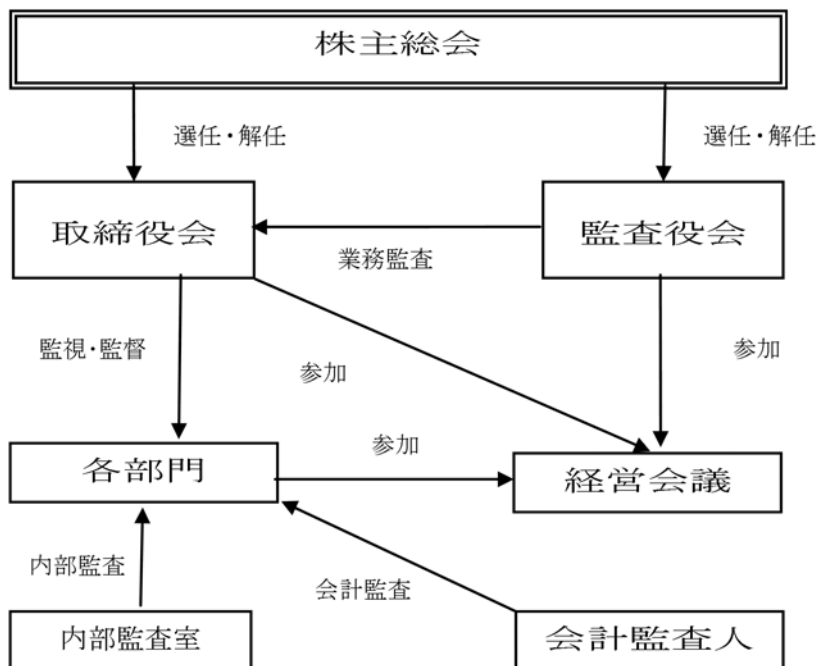 株主総会
選任・解任
選任・解任
取締役会
監査役会
業務監査
監視・監督
参加
参加
参加
各部門
経営会議
内部監査
会計監査
内部監査室
会計監査人